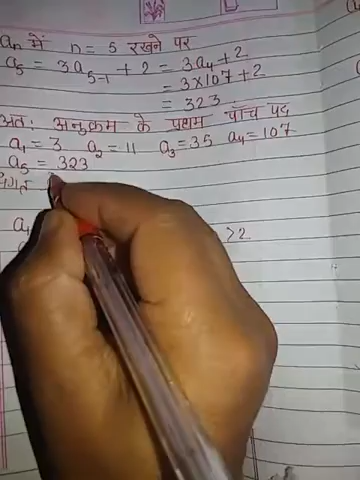 an में n = 5 रखने पर
a5 = 3a5-1 + 2 = 3a4 + 2
= 3×107 + 2
= 323
अतः अनुक्रम के प्रथम पाँच पद
a1 = 3 a2 = 11 a3 = 35 a4 = 107
a5 = 323
> 2